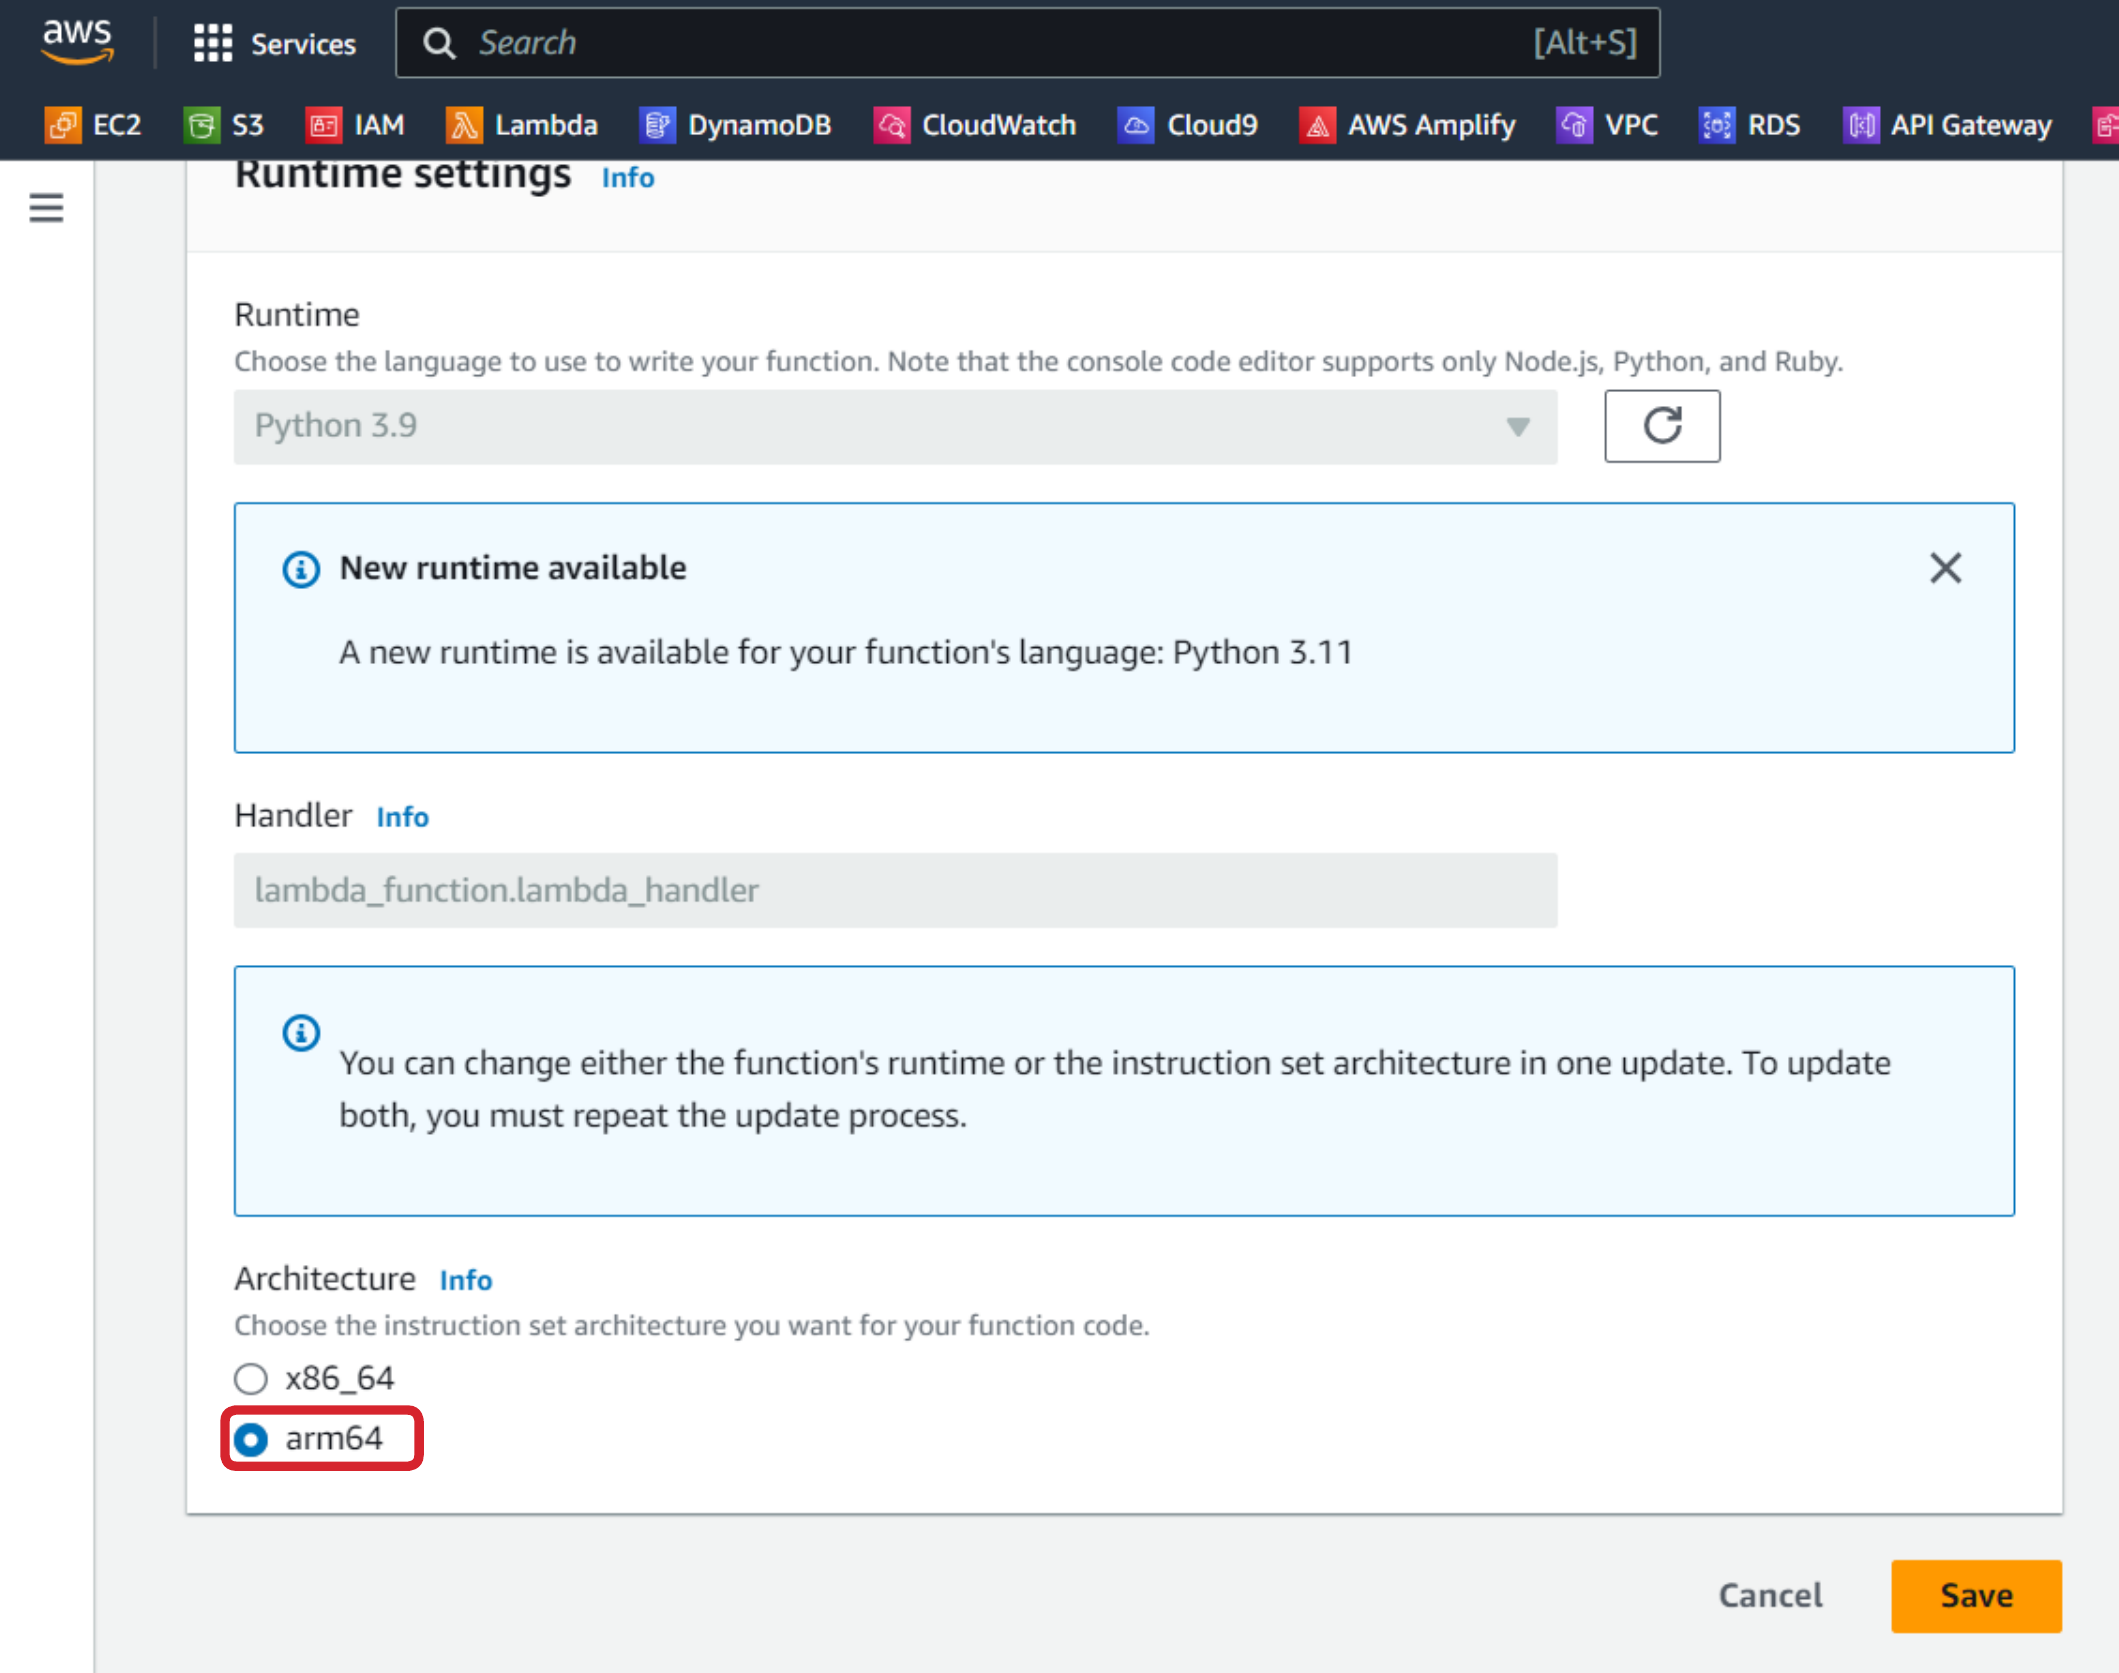 aws
Services
Search
[Alt+S]
EC2
S3
IAM
Lambda
DynamoDB
CloudWatch
Cloud9
AWS Amplify
VPC
RDS
API Gateway
Runtime settings Info
Runtime
Choose the language to use to write your function. Note that the console code editor supports only Node.js, Python, and Ruby.
Python 3.9
New runtime available
A new runtime is available for your function's language: Python 3.11
Handler Info
lambda_function.lambda_handler
You can change either the function's runtime or the instruction set architecture in one update. To update
both, you must repeat the update process.
Architecture Info
Choose the instruction set architecture you want for your function code.
x86_64
arm64
Cancel
Save